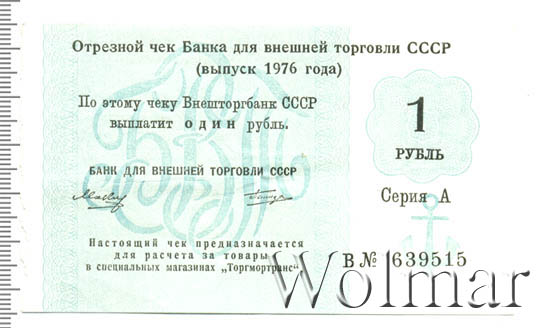 Отрезной чек Банка для внешней торговли СССР
(выпуск 1976 года)
По этому чеку Внешторгбанк СССР
выплатит один рубль.
1
РУБЛЬ
БАНК ДЛЯ ВНЕШНЕЙ ТОРГОВЛИ СССР
Серия А
Настоящий чек предназначается
для расчета за товары
в специальных магазинах „Торгмортранс“.
В № 639515
Wolmar